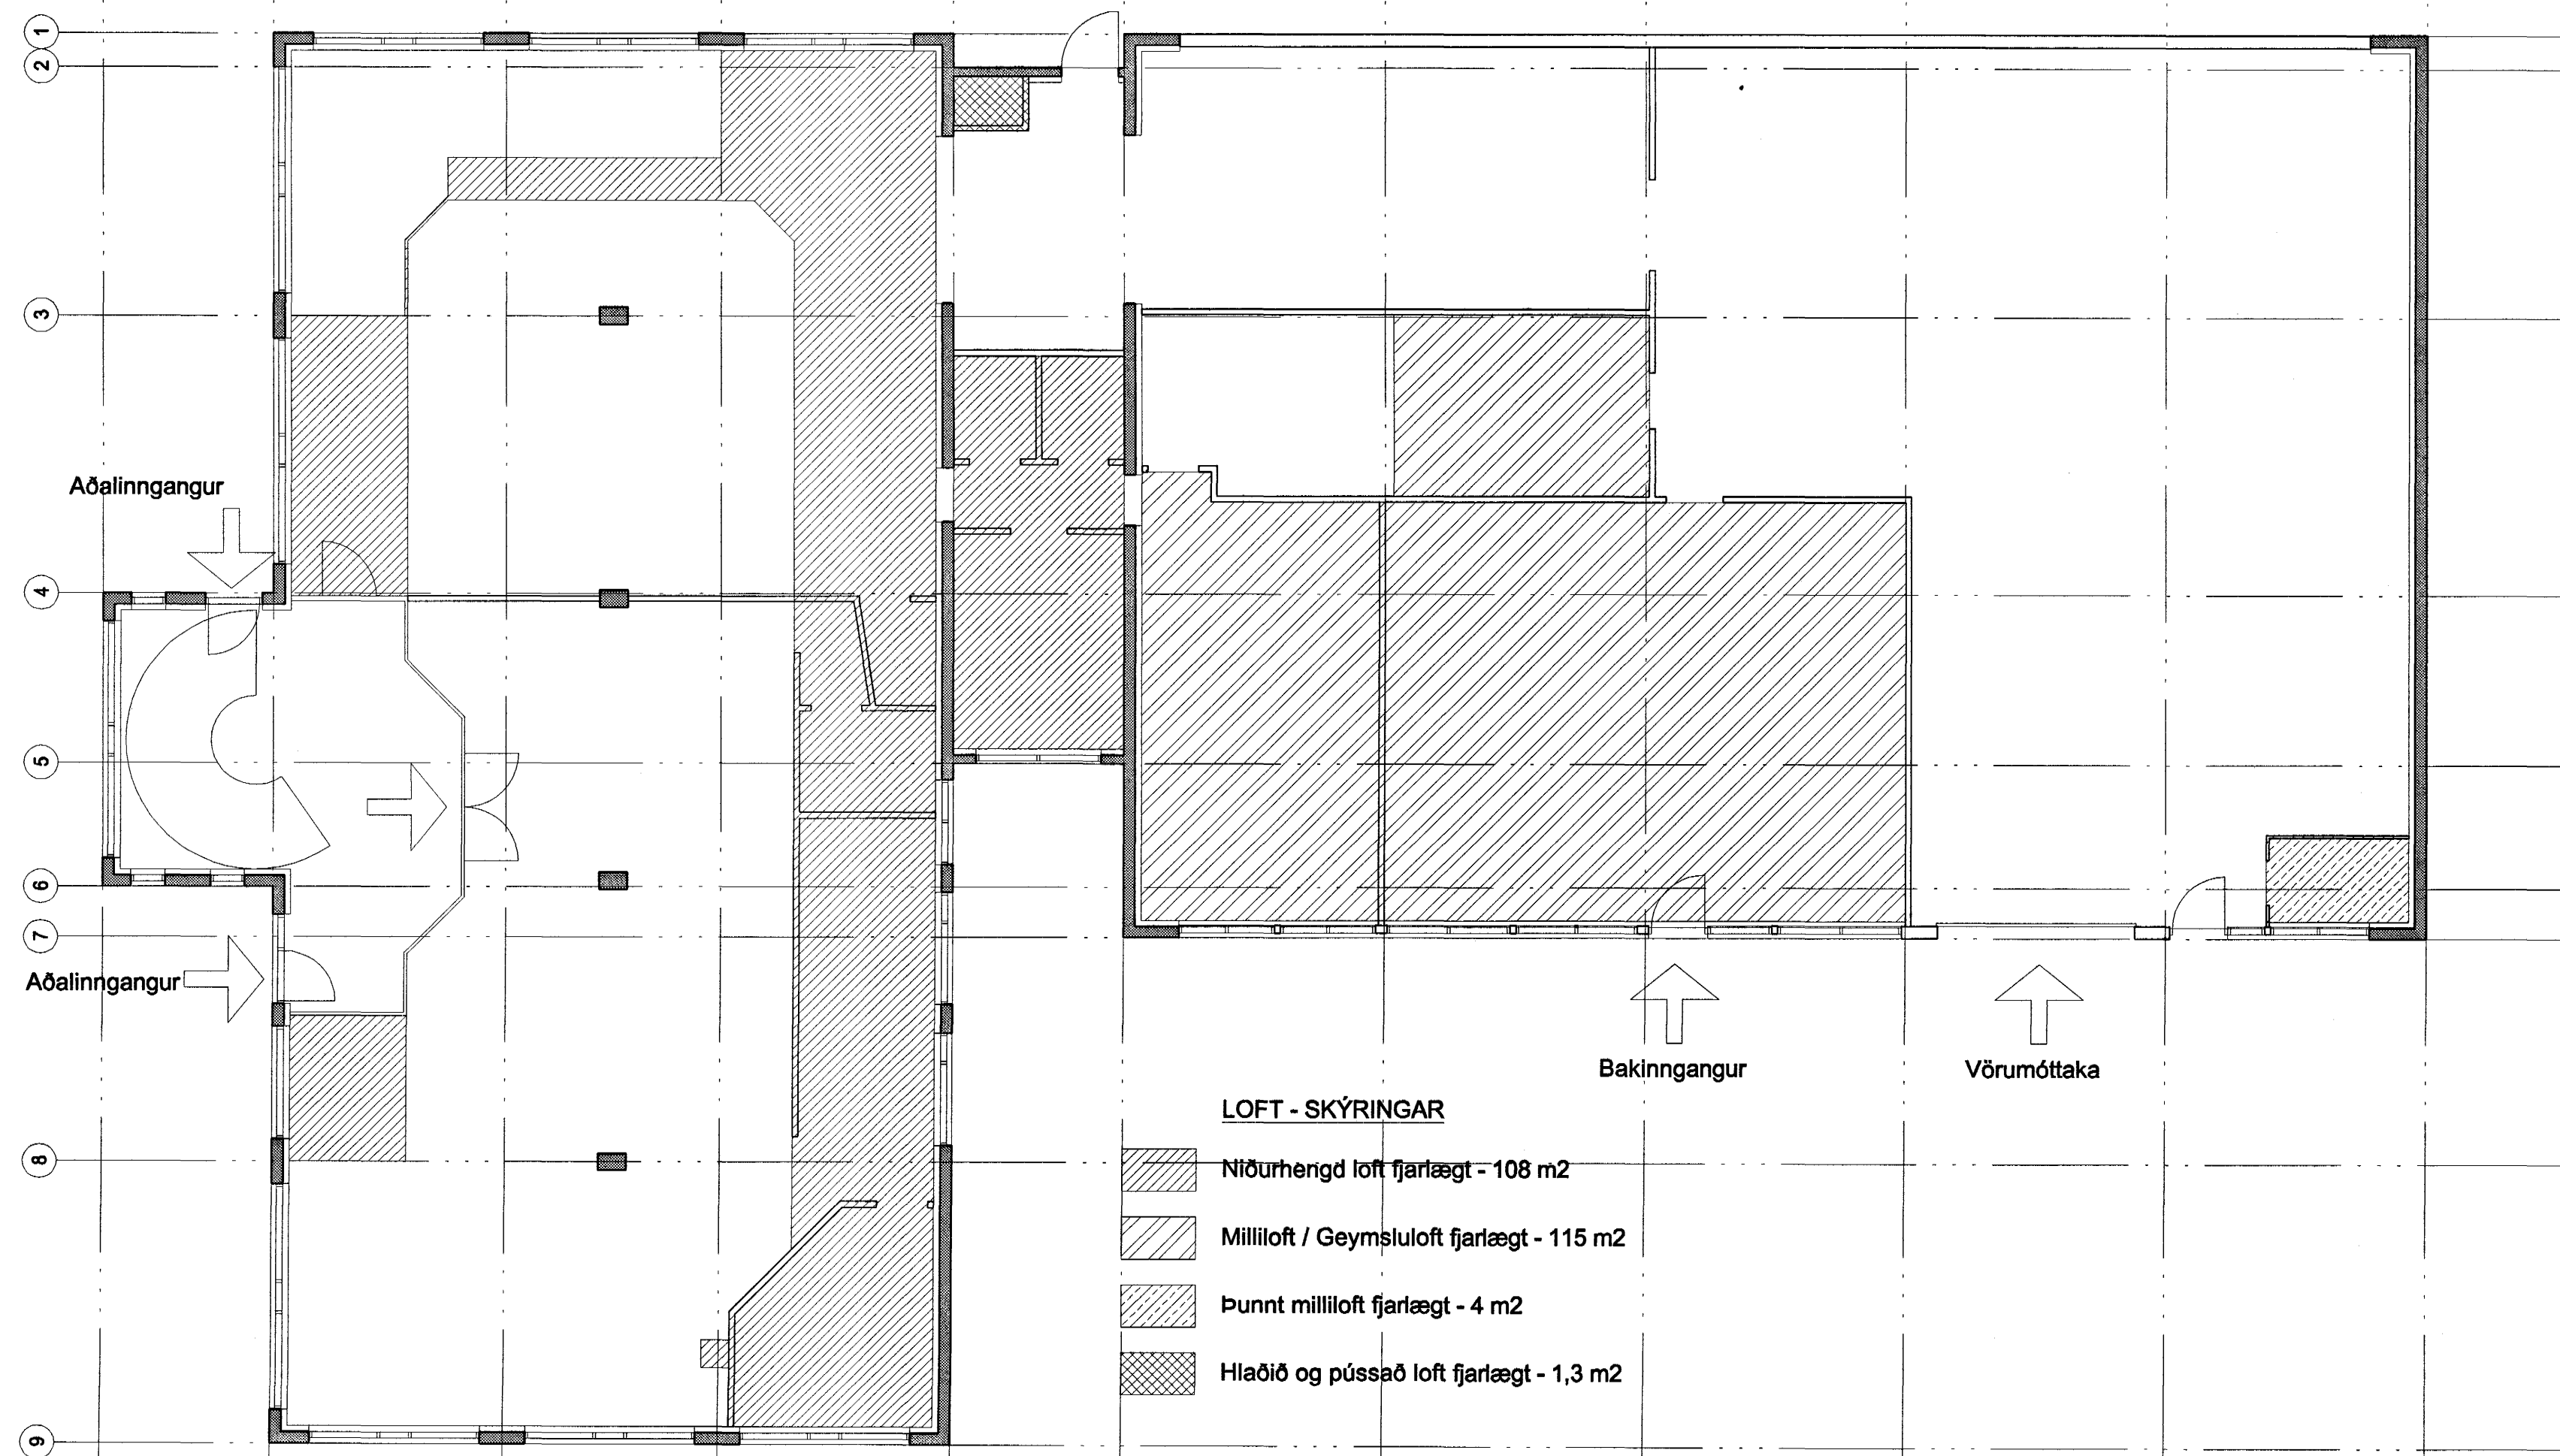 1
2
3
Aðalinngangur
4
5
6
7
Aðalinngangur
Bakinngangur
Vörumóttaka
LOFT - SKÝRINGAR
8
Niðurhengd loft fjarlægt - 108 m2
Milliloft / Geymsluloft fjarlægt - 115 m2
Þunnt milliloft fjarlægt - 4 m2
Hlaðið og pússað loft fjarlægt - 1,3 m2
9